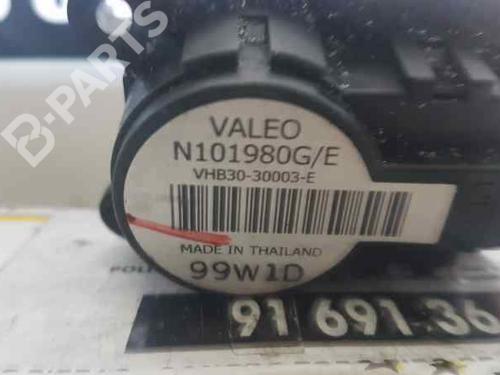 B-PARTS
VALEO
N101980G/E
VHB30-30003-E
MADE IN THAILAND
99W1D
91 691 36